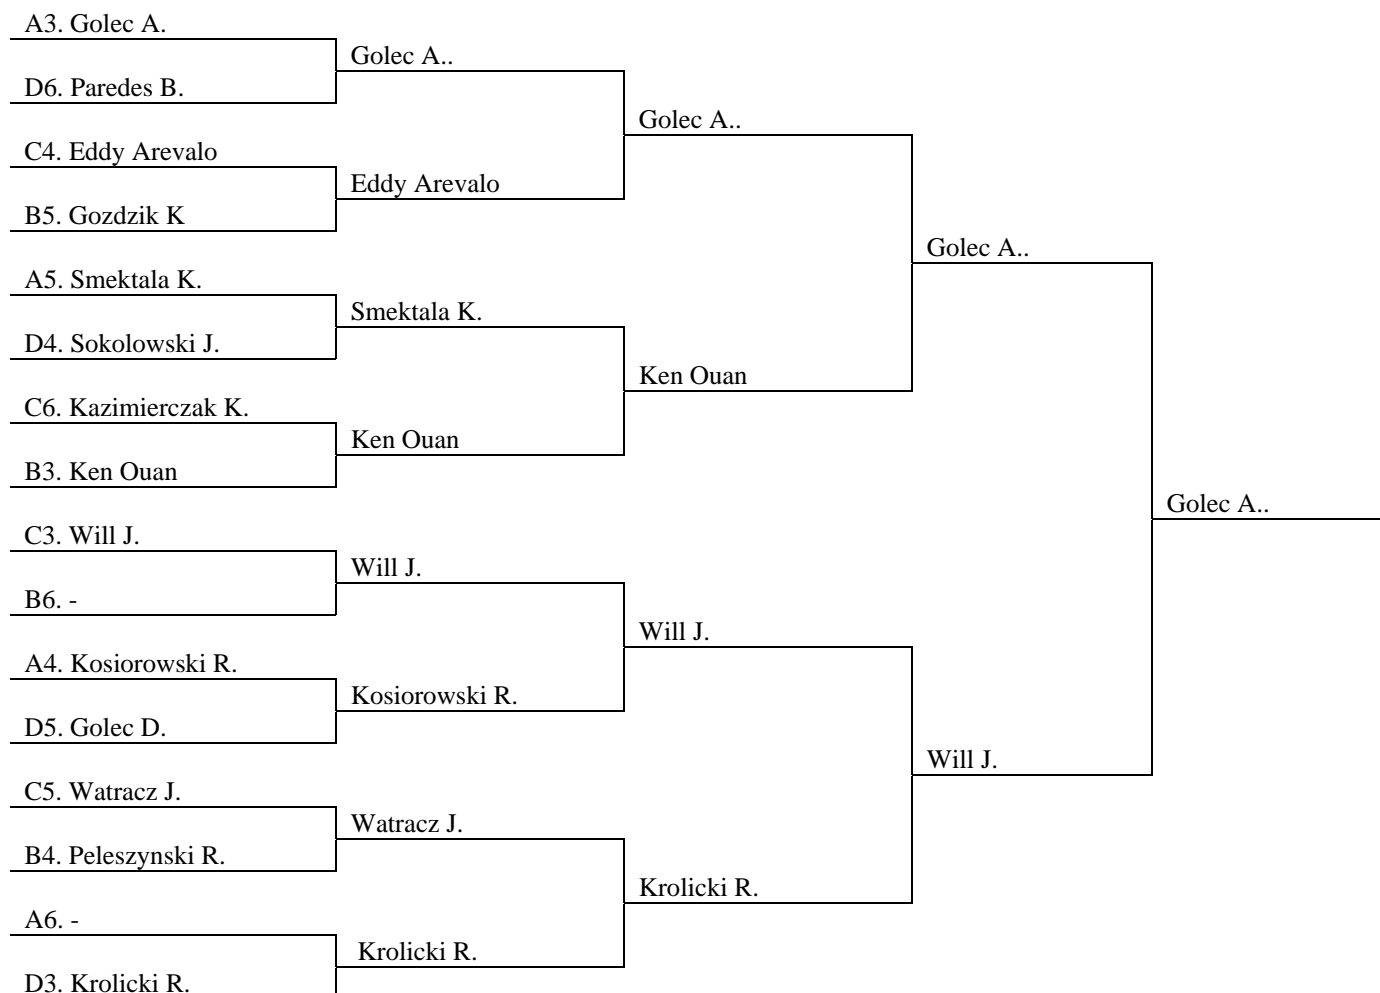 A3. Golec A.
Golec A..
D6. Paredes B.
Golec A..
C4. Eddy Arevalo
Eddy Arevalo
B5. Gozdzik K
Golec A..
A5. Smektala K.
Smektala K.
D4. Sokolowski J.
Ken Ouan
C6. Kazimierczak K.
Ken Ouan
B3. Ken Ouan
Golec A..
C3. Will J.
Will J.
B6. -
Will J.
A4. Kosiorowski R.
Kosiorowski R.
D5. Golec D.
Will J.
C5. Watracz J.
Watracz J.
B4. Peleszynski R.
Krolicki R.
A6. -
Krolicki R.
D3. Krolicki R.